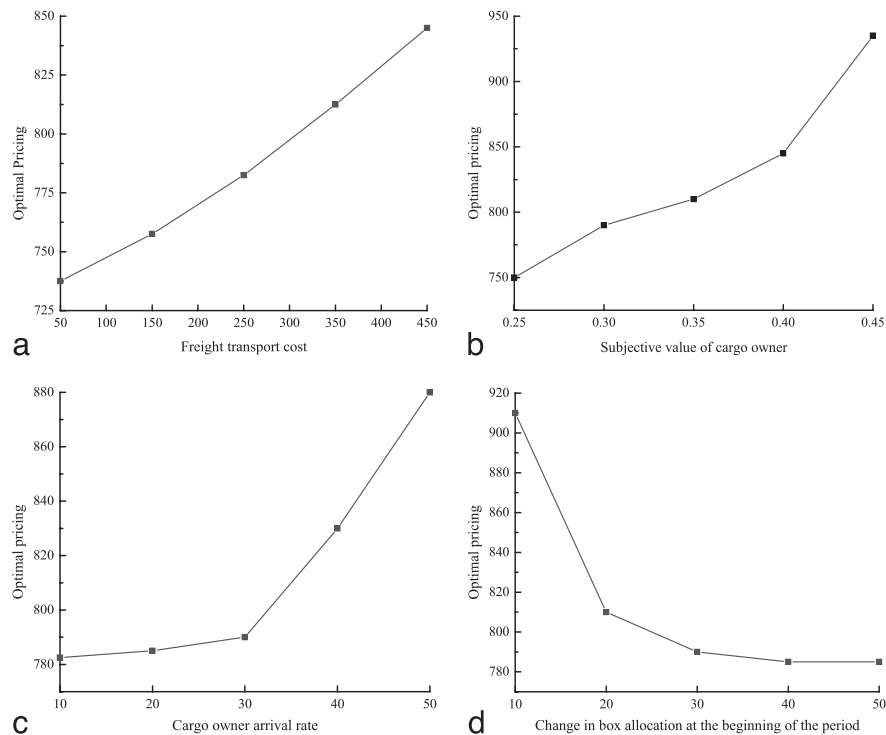 850
825
800
775
750
725
Optimal Pricing
50 100 150 200 250 300 350 400 450
Freight transport cost
a
950
900
850
800
750
Optimal pricing
0.25 0.30 0.35 0.40 0.45
Subjective value of cargo owner
b
880
860
840
820
800
780
Optimal pricing
10 20 30 40 50
Cargo owner arrival rate
c
920
900
880
860
840
820
800
780
Optimal pricing
10 20 30 40 50
Change in box allocation at the beginning of the period
d